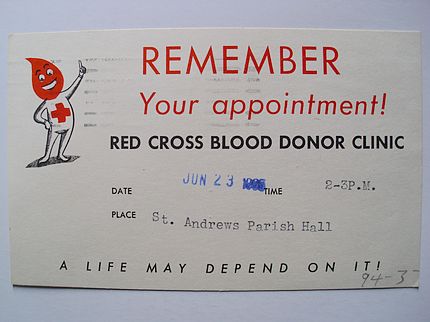 REMEMBER
Your appointment!
RED CROSS BLOOD DONOR CLINIC
DATE JUN 23 TIME 2-3P.M.
PLACE St. Andrews Parish Hall
A LIFE MAY DEPEND ON IT!
94-3